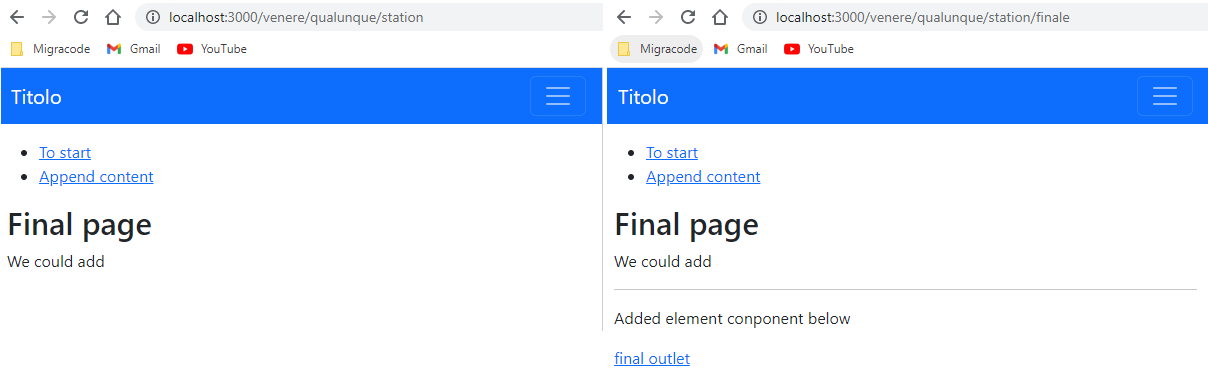 localhost:3000/venere/qualunque/station
Migracode Gmail YouTube
Titolo
To start
Append content
Final page
We could add
localhost:3000/venere/qualunque/station/finale
Migracode Gmail YouTube
Titolo
To start
Append content
Final page
We could add
Added element conponent below
final outlet